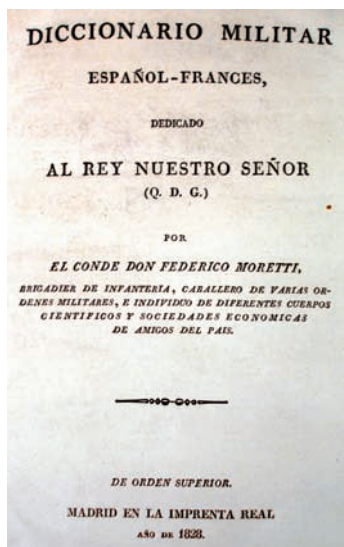 DICCIONARIO MILITAR
ESPAÑOL-FRANCES,
DEDICADO
AL REY NUESTRO SEÑOR
(Q. D. G.)
POR
EL CONDE DON FEDERICO MORETTI,
BRIGADIER DE INFANTERIA, CABALLERO DE VARIAS OR-
DENES MILITARES, E INDIVIDUO DE DIFERENTES CUERPOS
CIENTIFICOS Y SOCIEDADES ECONOMICAS
DE AMIGOS DEL PAIS.
DE ORDEN SUPERIOR.
MADRID EN LA IMPRENTA REAL
AÑO DE 1828.